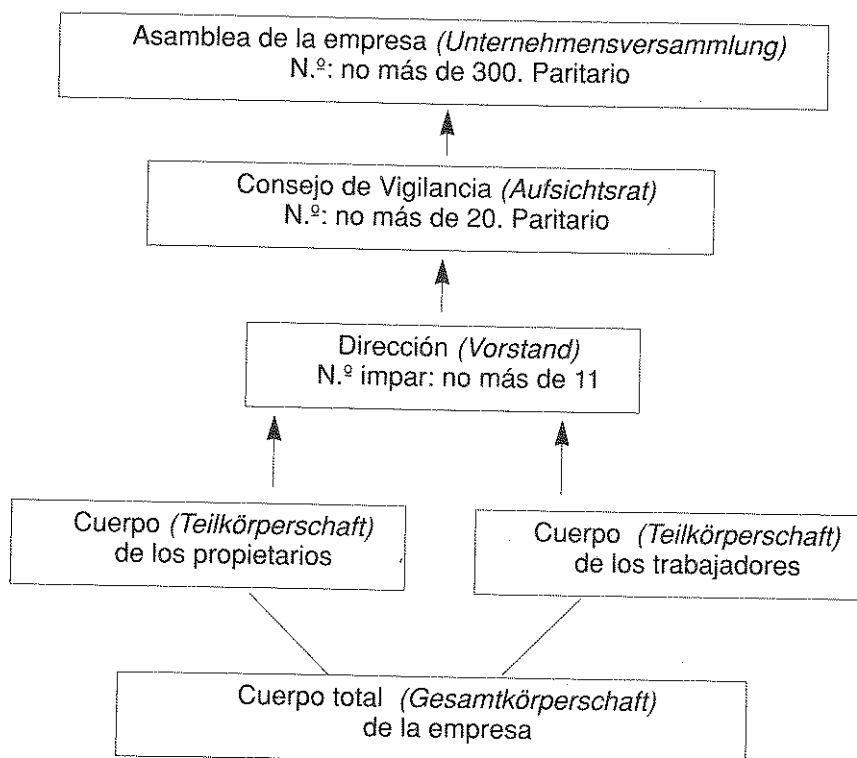 Asamblea de la empresa (Unternehmensversammlung)
N.º: no más de 300. Paritario
Consejo de Vigilancia (Aufsichtsrat)
N.º: no más de 20. Paritario
Dirección (Vorstand)
N.º impar: no más de 11
Cuerpo (Teilkörperschaft)
de los propietarios
Cuerpo (Teilkörperschaft)
de los trabajadores
Cuerpo total (Gesamtkörperschaft)
de la empresa